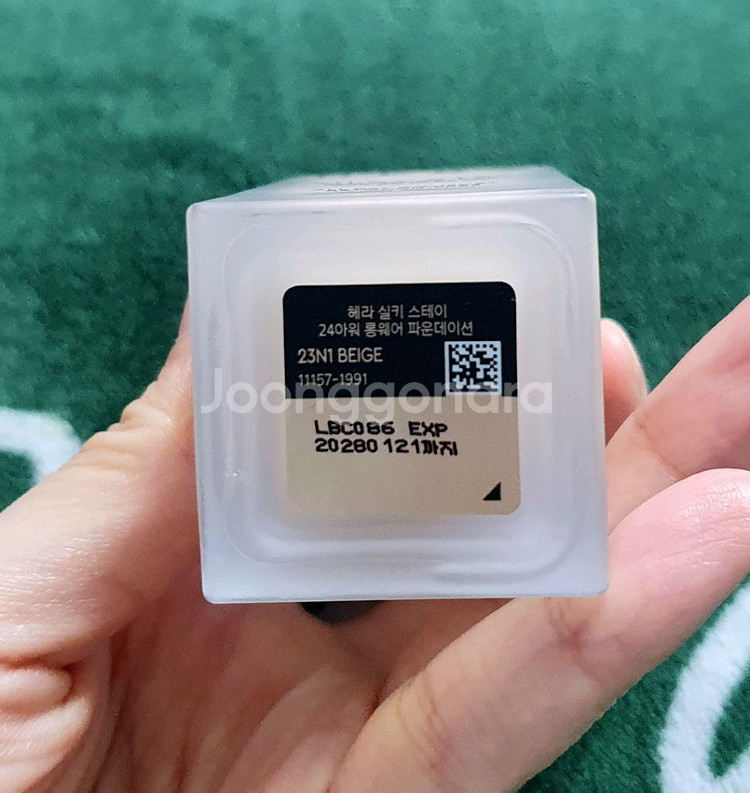 헤라 실키 스테이
24아워 롱웨어 파운데이션
23N1 BEIGE
11157-1991
Joonggonara
LBC086 EXP
20280121까지